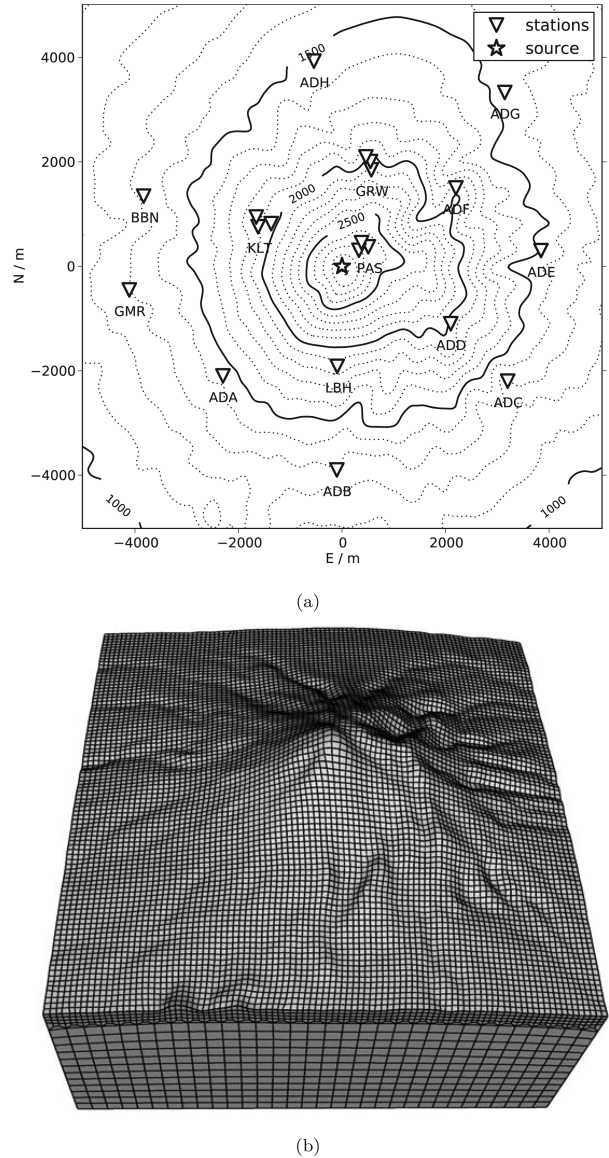 stations
source
1500
ADH
ADG
GRW
ADF
2000
BBN
2500
KLT
PAS
ADE
GMR
ADD
LBH
ADA
ADC
ADB
1000
1000
4000
2000
0
−2000
−4000
N / m
−4000 −2000 0 2000 4000
E / m
(a)
(b)